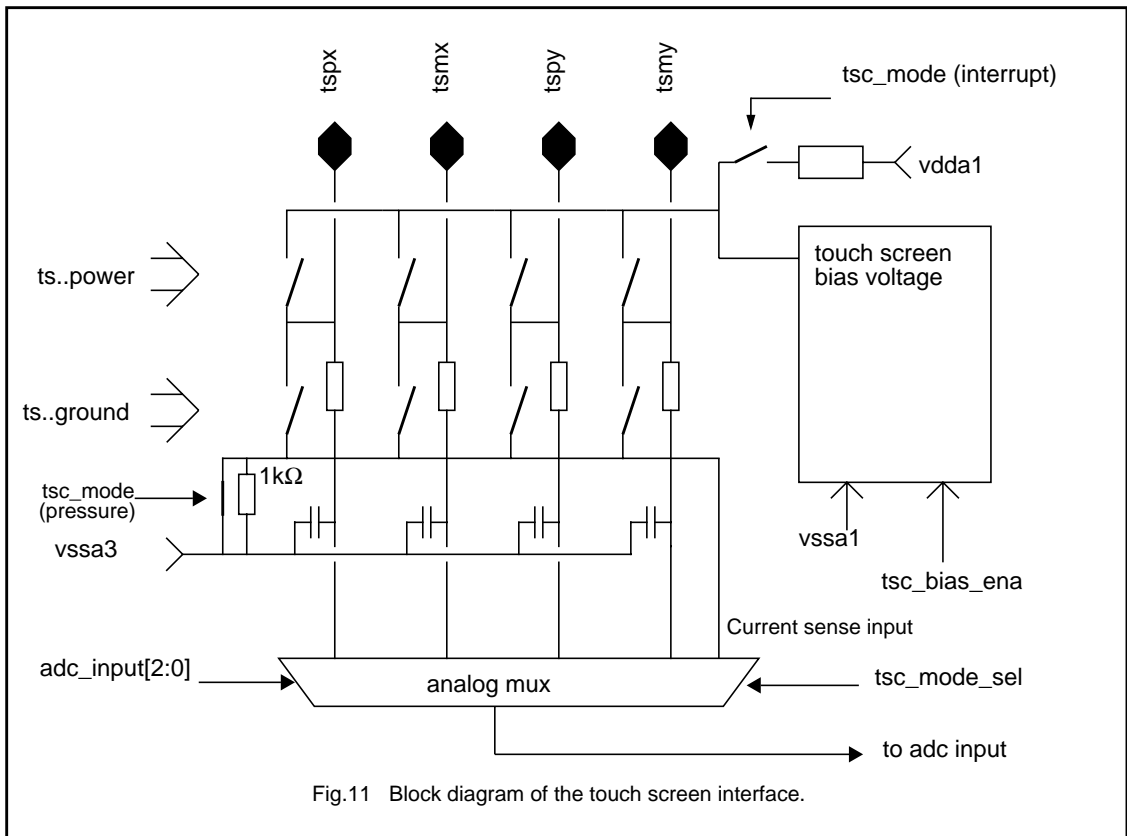 tspx
tsmx
tspy
tsmy
tsc_mode (interrupt)
vdda1
touch screen
bias voltage
ts..power
ts..ground
1kΩ
tsc_mode
(pressure)
vssa3
vssa1
tsc_bias_ena
Current sense input
adc_input[2:0]
analog mux
tsc_mode_sel
to adc input
Fig.11 Block diagram of the touch screen interface.